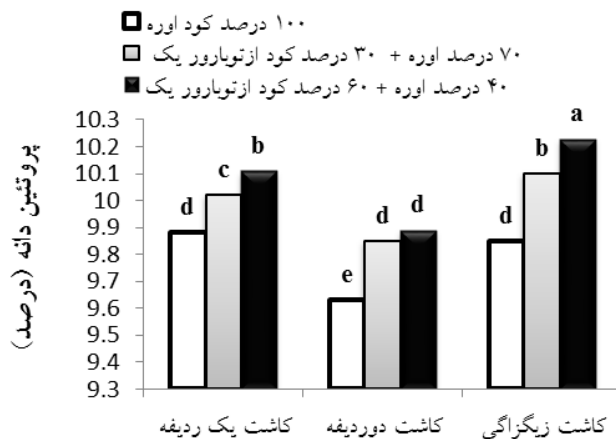 ۱۰۰ درصد کود اوره
۷۰ درصد اوره + ۳۰ درصد کود ازتوبارور یک
۴۰ درصد اوره + ۶۰ درصد کود ازتوبارور یک
پروتئین دانه (درصد)
10.3
10.2
10.1
10
9.9
9.8
9.7
9.6
9.5
9.4
9.3
d c b
e d d
d b a
کاشت یک ردیفه
کاشت دوردیفه
کاشت زیگزاگی